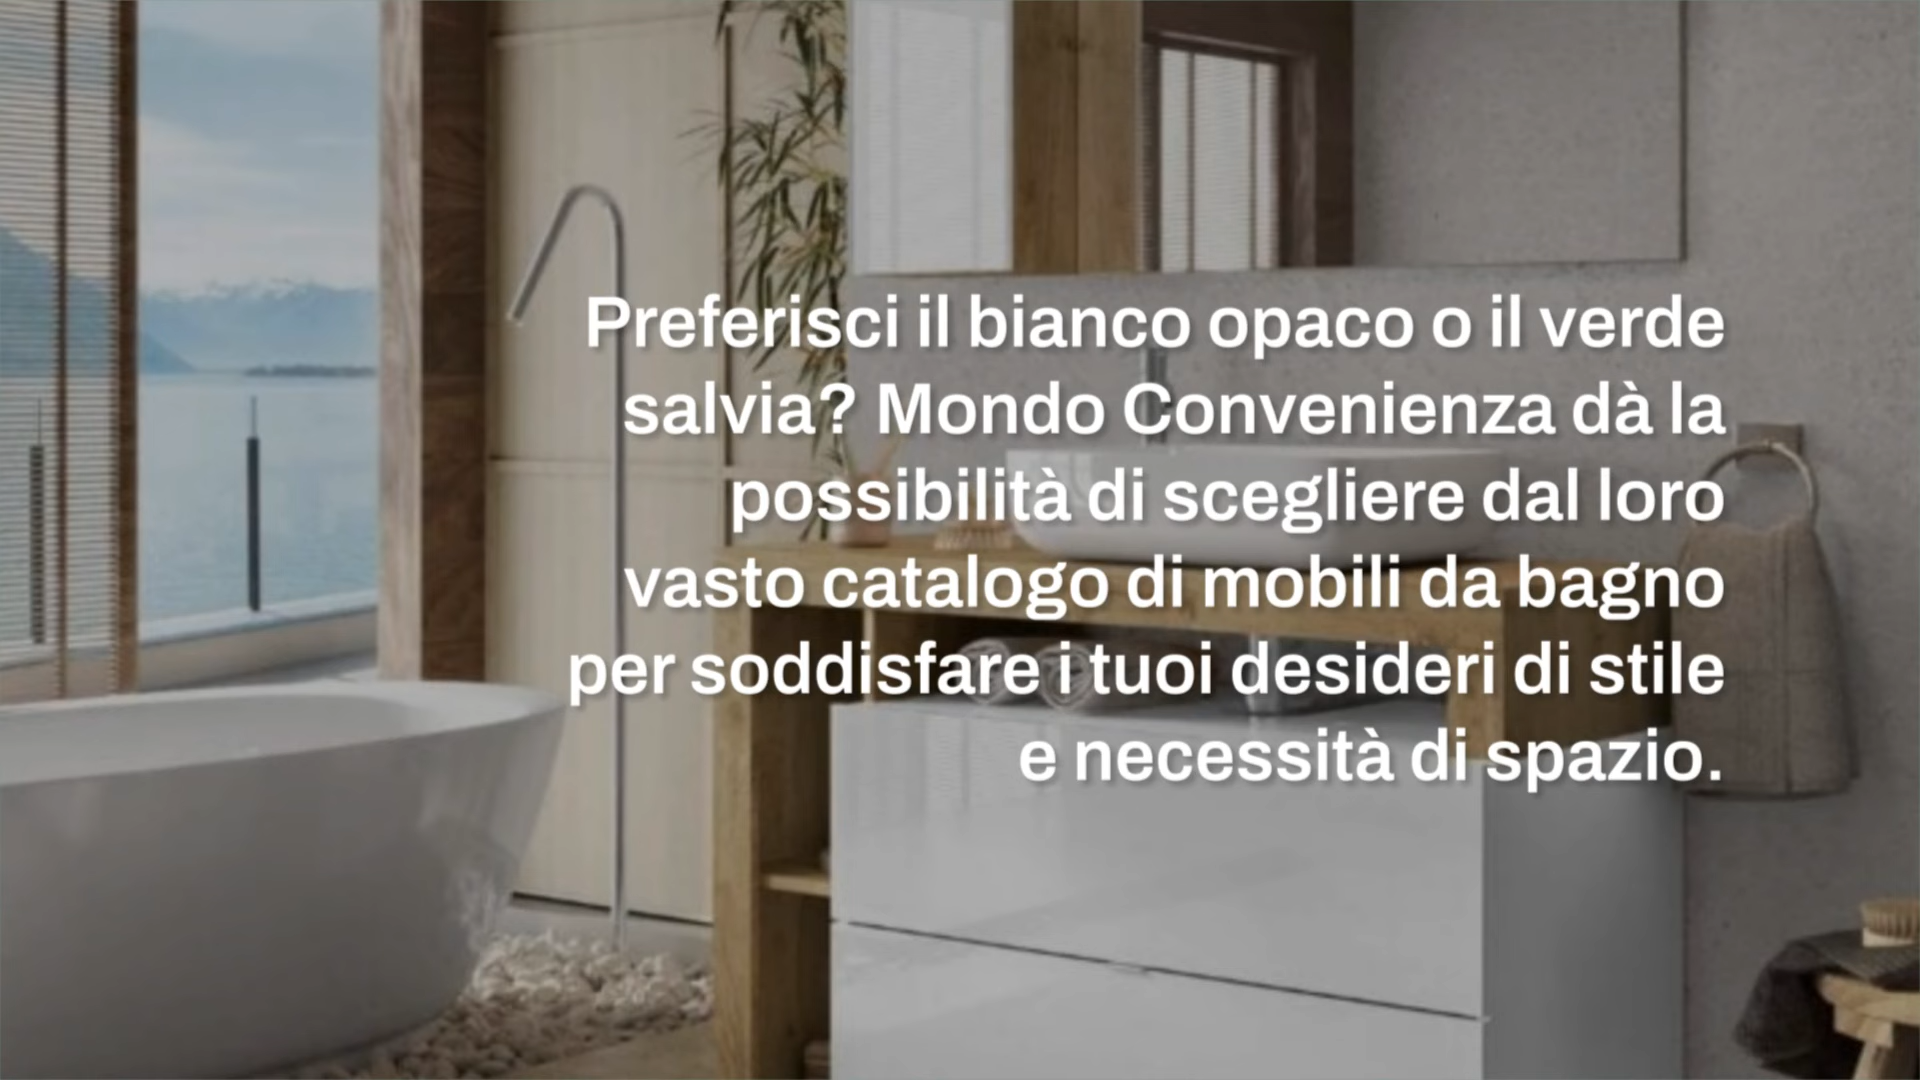 Preferisci il bianco opaco o il verde
salvia? Mondo Convenienza dà la
possibilità di scegliere dal loro
vasto catalogo di mobili da bagno
per soddisfare i tuoi desideri di stile
e necessità di spazio.